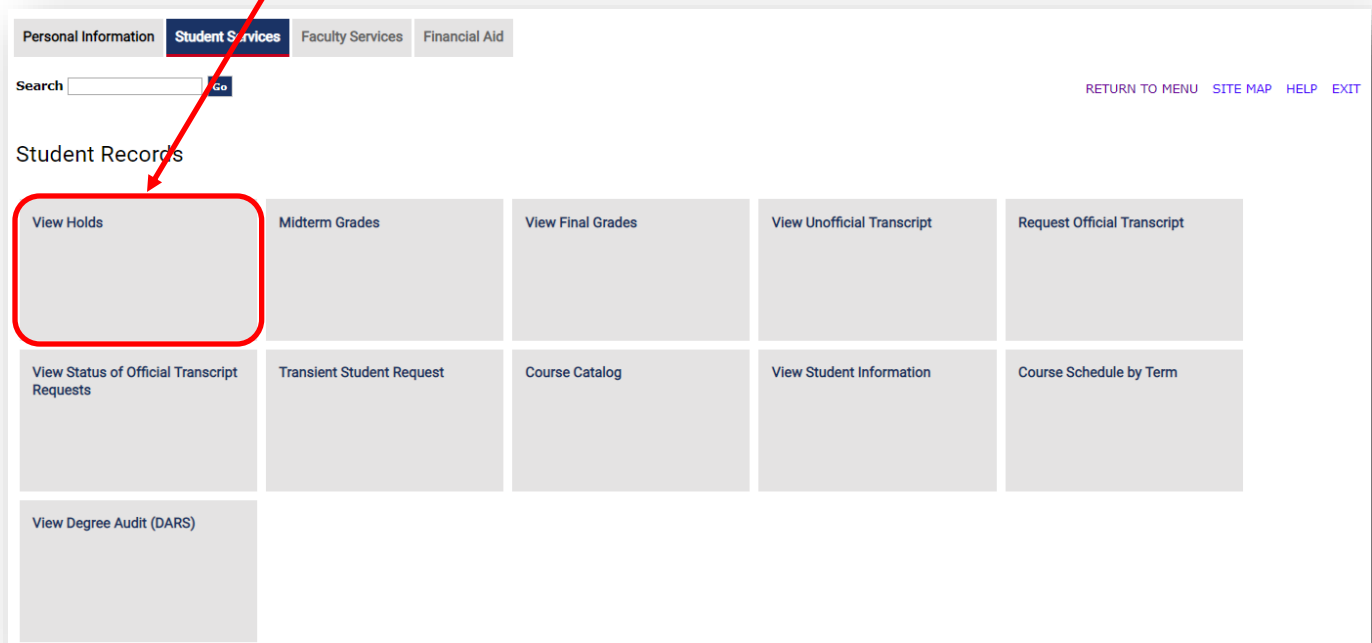 Personal Information Student Services Faculty Services Financial Aid
Search Go
RETURN TO MENU SITE MAP HELP EXIT
Student Records
View Holds Midterm Grades View Final Grades View Unofficial Transcript Request Official Transcript
View Status of Official Transcript Transient Student Request Course Catalog View Student Information Course Schedule by Term
Requests
View Degree Audit (DARS)